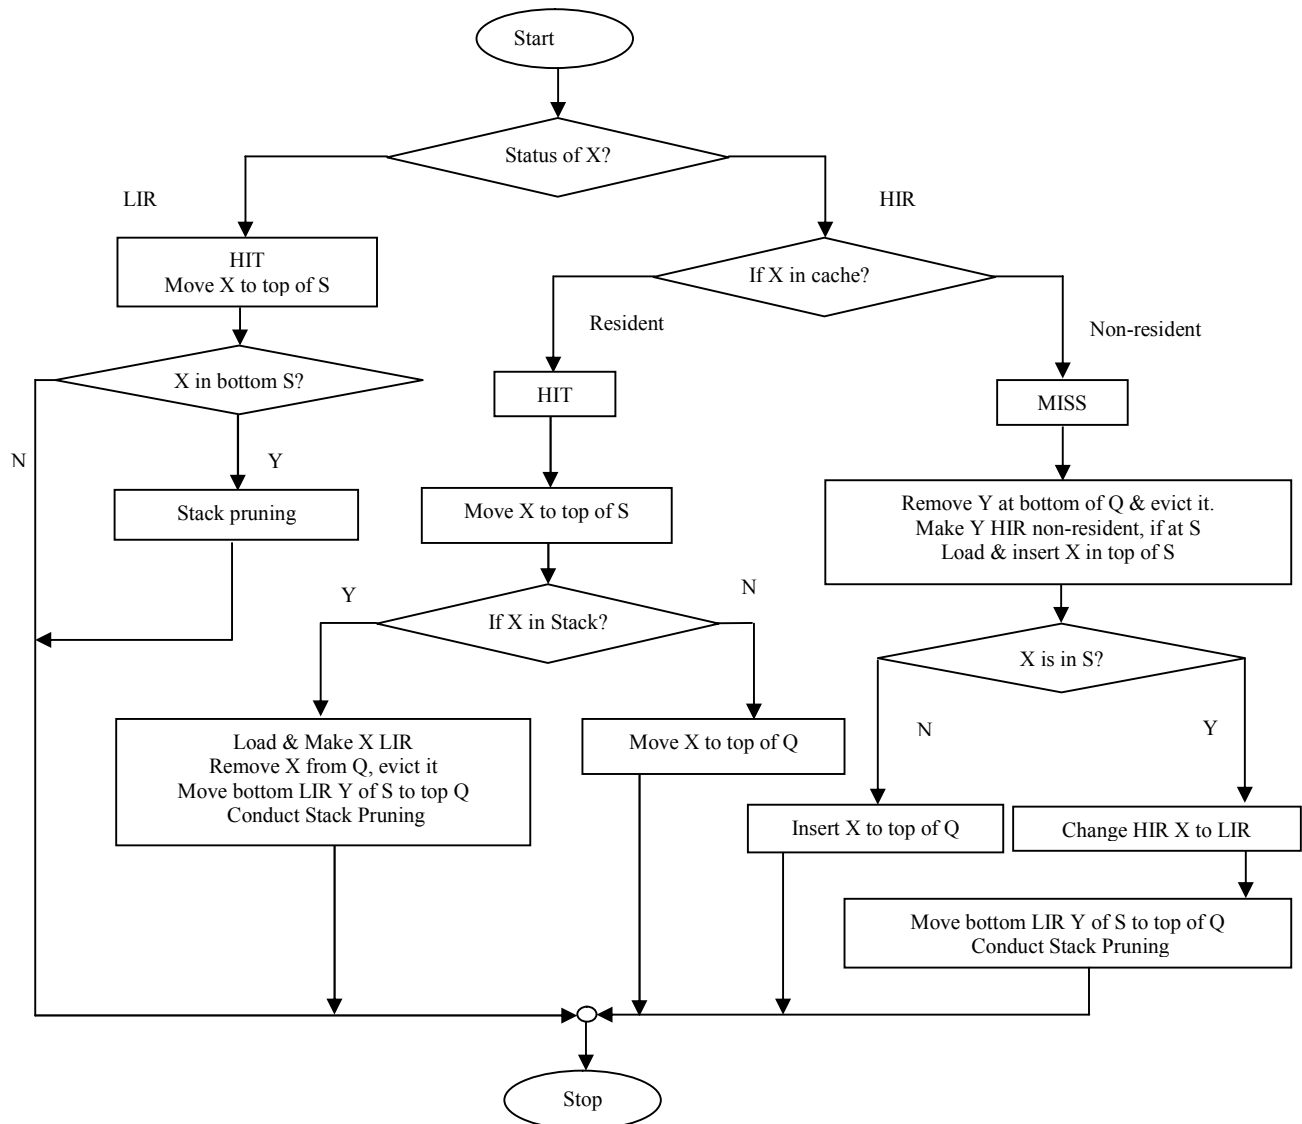 Start
Status of X?
LIR
HIR
HIT
Move X to top of S
If X in cache?
Resident
Non-resident
X in bottom S?
HIT
MISS
N
Y
Stack pruning
Move X to top of S
Remove Y at bottom of Q & evict it.
Make Y HIR non-resident, if at S
Load & insert X in top of S
Y
N
If X in Stack?
X is in S?
N
Y
Load & Make X LIR
Remove X from Q, evict it
Move bottom LIR Y of S to top Q
Conduct Stack Pruning
Move X to top of Q
Insert X to top of Q
Change HIR X to LIR
Move bottom LIR Y of S to top of Q
Conduct Stack Pruning
Stop